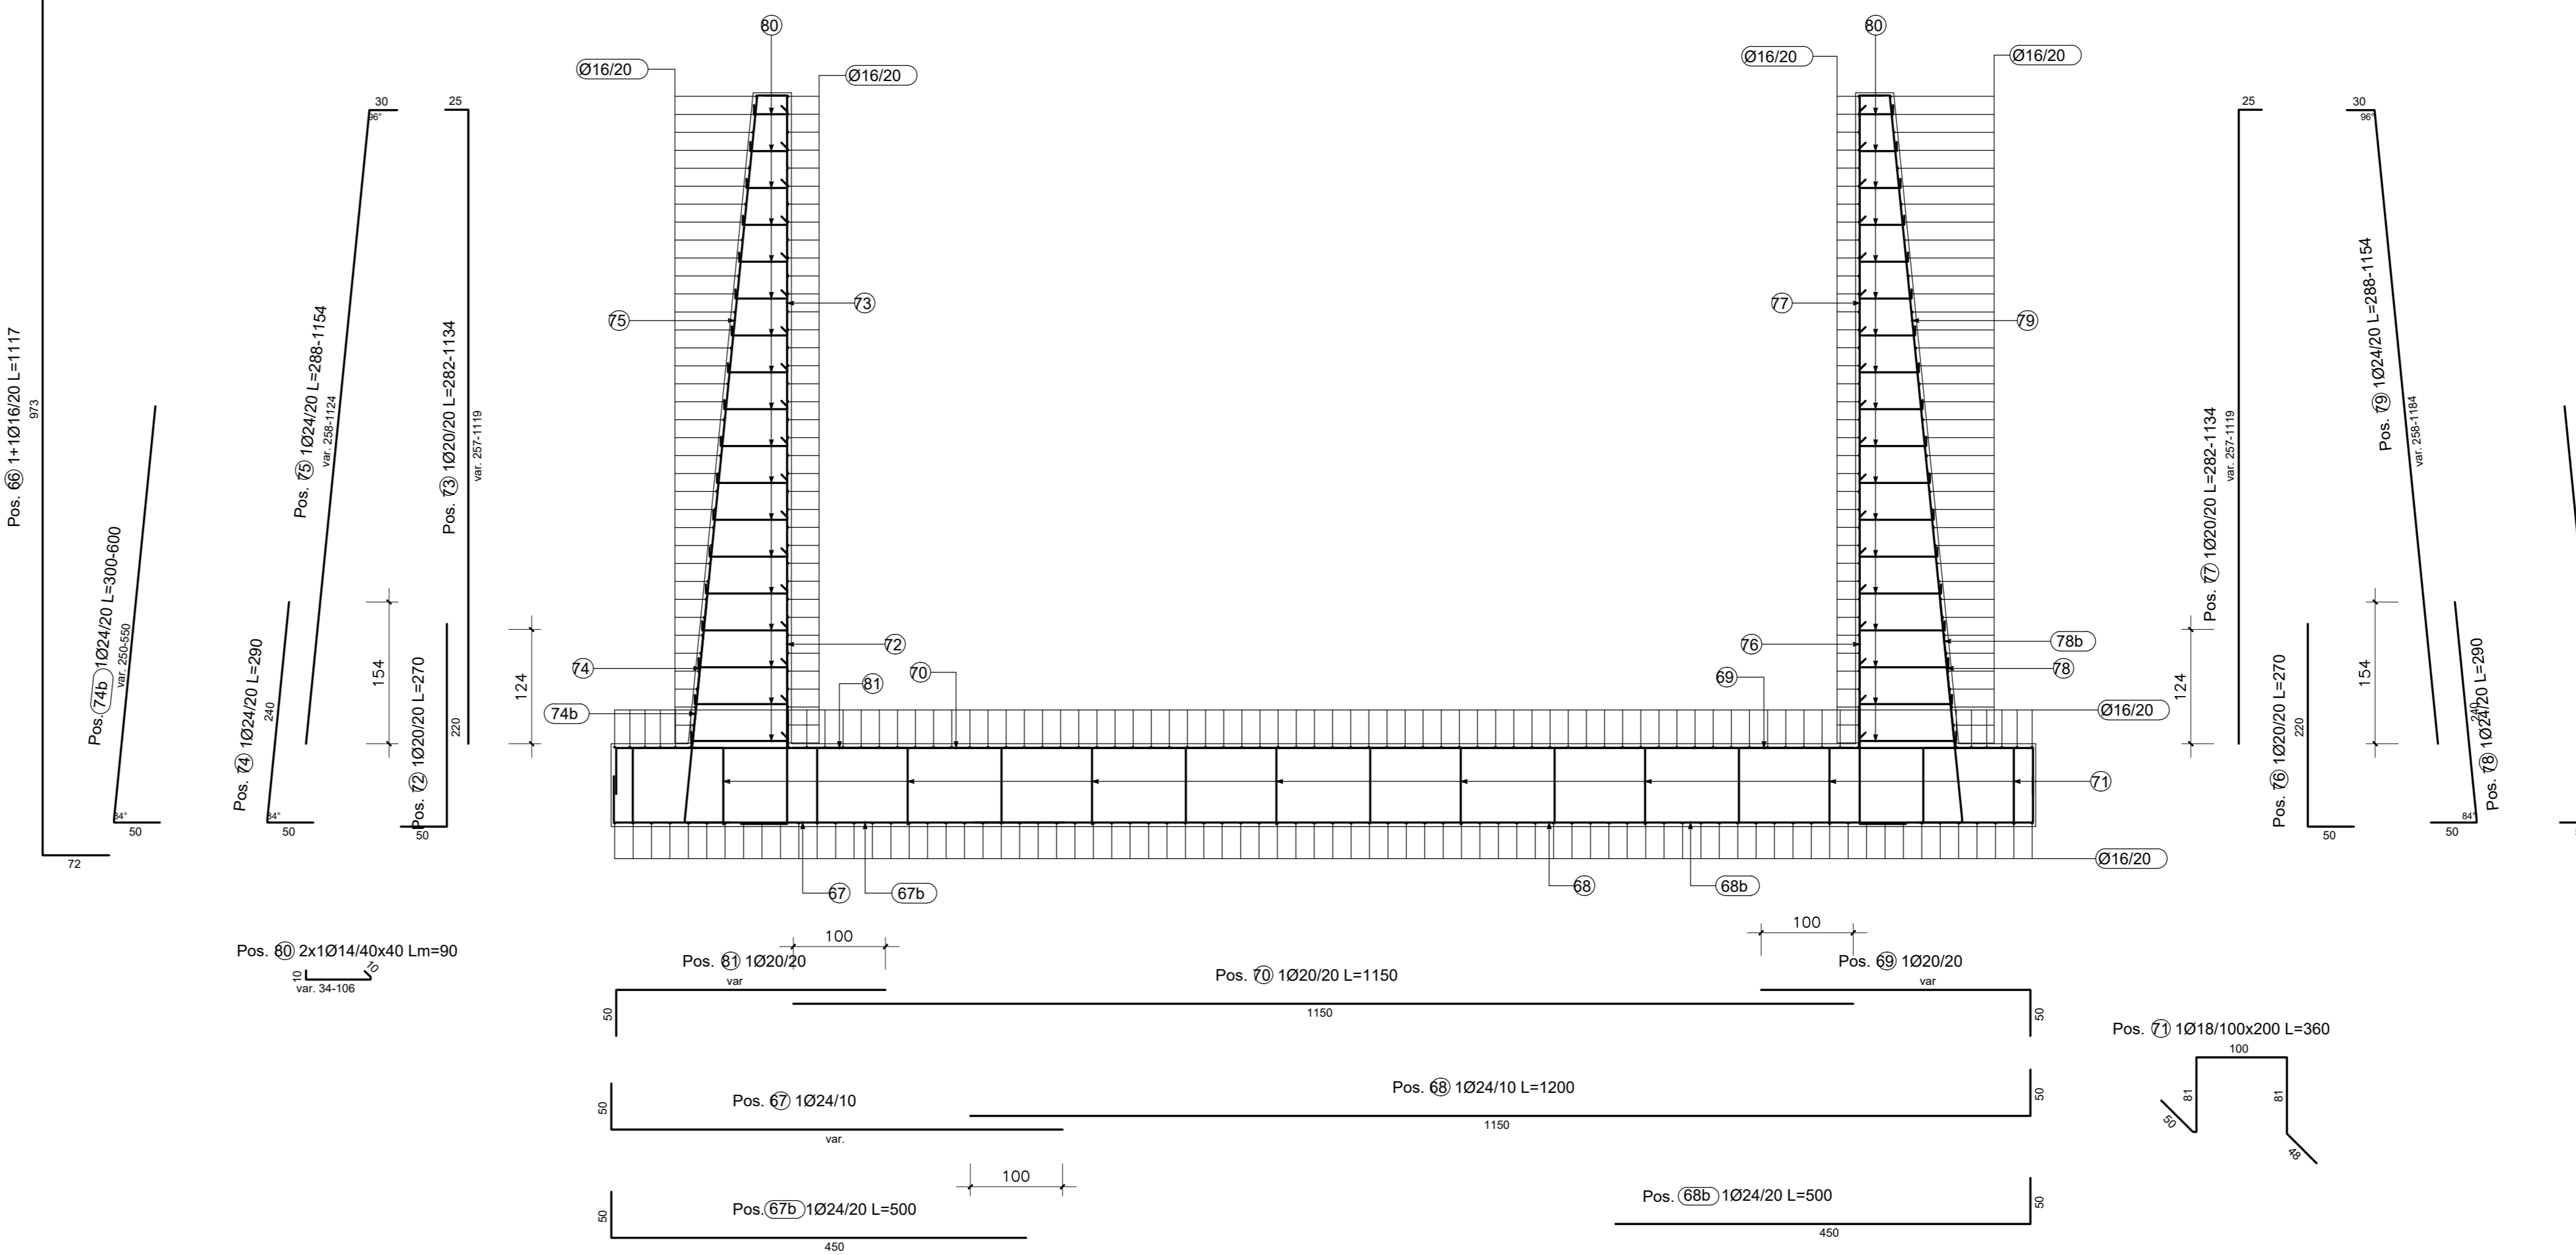 80
80
Ø16/20
Ø16/20
Ø16/20
Ø16/20
30
96°
25
25
30
96°
Pos. 66 1+1Ø16/20 L=1117
973
72
Pos. 74b 1Ø24/20 L=300-600
var. 250-550
84°
50
Pos. 75 1Ø24/20 L=288-1154
var. 258-1124
Pos. 74 1Ø24/20 L=290
240
84°
50
Pos. 73 1Ø20/20 L=282-1134
var. 257-1119
154
Pos. 72 1Ø20/20 L=270
220
50
124
75
73
77
79
74
72
76
78b
78
74b
81
70
69
Ø16/20
71
Ø16/20
67
67b
68
68b
Pos. 77 1Ø20/20 L=282-1134
var. 257-1119
Pos. 79 1Ø24/20 L=288-1154
var. 258-1184
124
154
Pos. 76 1Ø20/20 L=270
220
50
Pos. 78 1Ø24/20 L=290
240
84°
50
Pos. 80 2x1Ø14/40x40 Lm=90
10
10
var. 34-106
100
100
Pos. 81 1Ø20/20
var
50
Pos. 70 1Ø20/20 L=1150
1150
Pos. 69 1Ø20/20
var
50
Pos. 71 1Ø18/100x200 L=360
100
81
81
50
48
Pos. 67 1Ø24/10
50
var.
Pos. 68 1Ø24/10 L=1200
1150
50
100
Pos. 67b 1Ø24/20 L=500
50
450
Pos. 68b 1Ø24/20 L=500
450
50